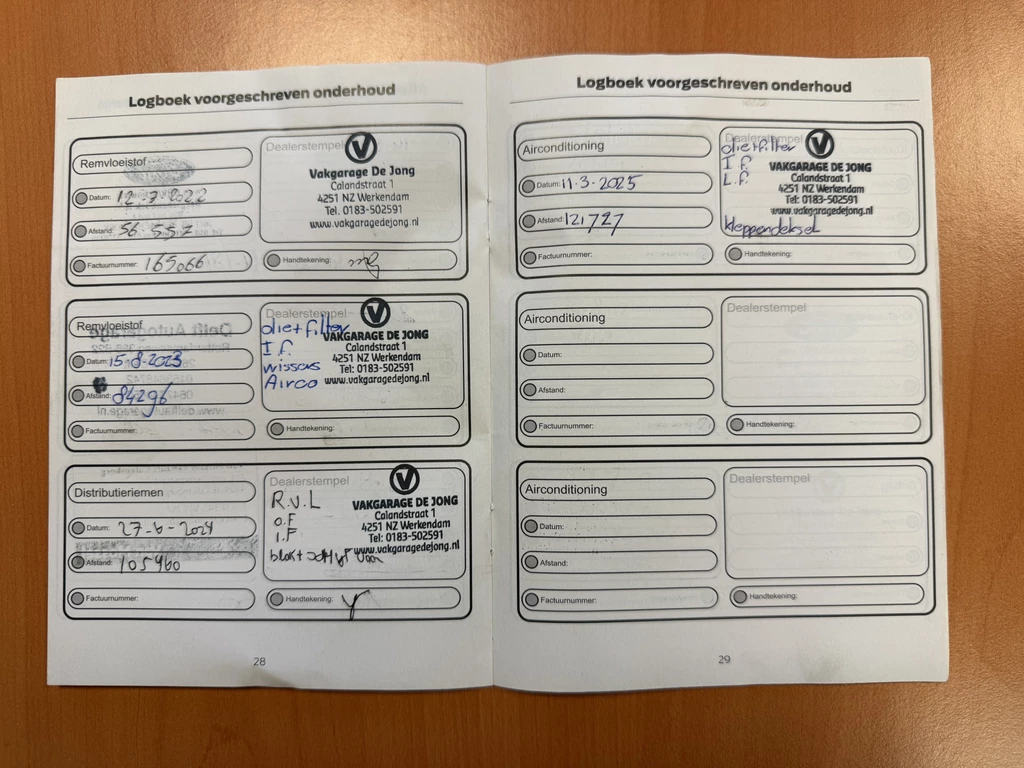 Logboek voorgeschreven onderhoud
Remvloeistof
Dealerstempel
Vakgarage De Jong
Calandstraat 1
4251 NZ Werkendam
Tel. 0183-502591
www.vakgaragedejong.nl
Datum: 12-7-2022
Afstand: 56 557
Factuurnummer: 165066
Handtekening:
Remvloeistof
Dealerstempel
olie+filter
I F.
wissers
Airco
VAKGARAGE DE JONG
Calandstraat 1
4251 NZ Werkendam
Tel: 0183-502591
www.vakgaragedejong.nl
Datum: 15-8-2023
Afstand: 84296
Factuurnummer:
Handtekening:
Distributieriemen
Dealerstempel
R.V.L
O.F
I.F
VAKGARAGE DE JONG
Calandstraat 1
4251 NZ Werkendam
Tel: 0183-502591
www.vakgaragedejong.nl
Datum: 27-6-2024
Afstand: 105960
Factuurnummer:
Handtekening:
28
Logboek voorgeschreven onderhoud
Airconditioning
Dealerstempel
olie+filter
I F.
L.F.
VAKGARAGE DE JONG
Calandstraat 1
4251 NZ Werkendam
Tel: 0183-502591
www.vakgaragedejong.nl
kleppendeksel
Datum: 11-3-2025
Afstand: 121727
Factuurnummer:
Handtekening:
Airconditioning
Dealerstempel
Datum:
Afstand:
Factuurnummer:
Handtekening:
Airconditioning
Dealerstempel
Datum:
Afstand:
Factuurnummer:
Handtekening:
29